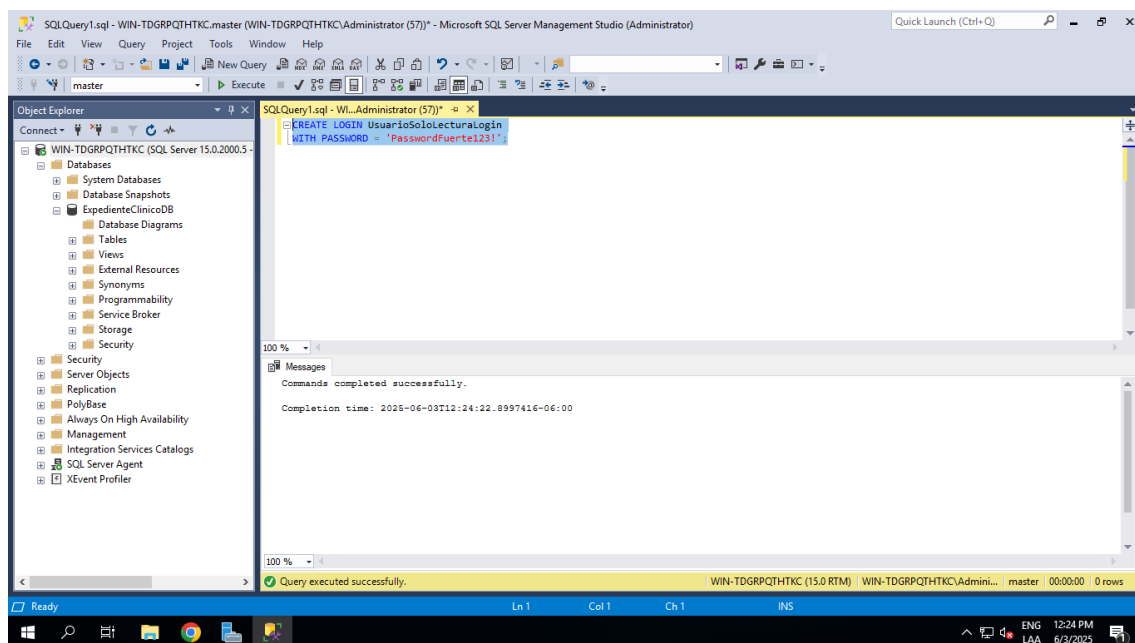 SQLQuery1.sql - WIN-TDGRPQTHTKC.master (WIN-TDGRPQTHTKC\Administrator (57))* - Microsoft SQL Server Management Studio (Administrator)
Quick Launch (Ctrl+Q)
File Edit View Query Project Tools Window Help
New Query
master
Execute
Object Explorer
SQLQuery1.sql - WI...Administrator (57))*
Connect
WIN-TDGRPQTHTKC (SQL Server 15.0.2000.5 -
Databases
System Databases
Database Snapshots
ExpedienteClinicoDB
Database Diagrams
Tables
Views
External Resources
Synonyms
Programmability
Service Broker
Storage
Security
Security
Server Objects
Replication
PolyBase
Always On High Availability
Management
Integration Services Catalogs
SQL Server Agent
XEvent Profiler
CREATE LOGIN UsuarioSoloLecturaLogin
WITH PASSWORD = 'PasswordFuerte123!';
100 %
Messages
Commands completed successfully.
Completion time: 2025-06-03T12:24:22.8997416-06:00
100 %
Query executed successfully.
WIN-TDGRPQTHTKC (15.0 RTM) WIN-TDGRPQTHTKC\Admini... master 00:00:00 0 rows
Ready Ln 1 Col 1 Ch 1 INS
ENG 12:24 PM
LAA 6/3/2025